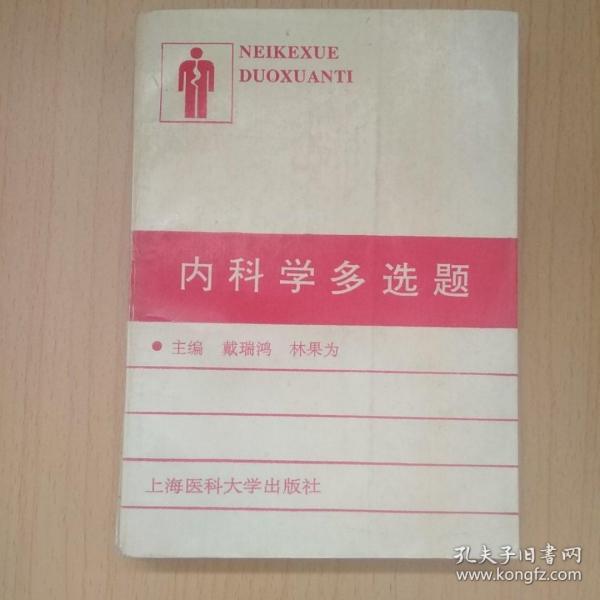 NEIKEXUE
DUOXUANTI
内科学多选题
● 主编 戴瑞鸿 林果为
上海医科大学出版社
孔夫子旧书网
www.kongfz.com